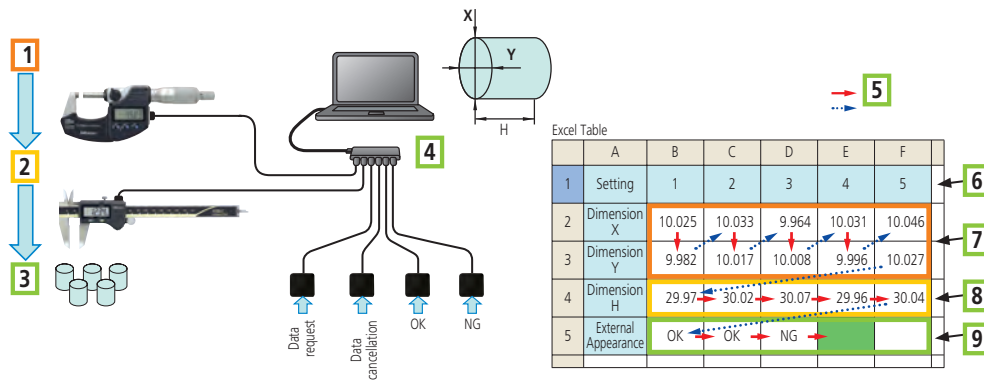 1
2
3
4
X
Y
H
Data
request
Data
cancellation
OK
NG
5
Excel Table
A B C D E F
1 Setting 1 2 3 4 5
2 Dimension X 10.025 10.033 9.964 10.031 10.046
3 Dimension Y 9.982 10.017 10.008 9.996 10.027
4 Dimension H 29.97 30.02 30.07 29.96 30.04
5 External Appearance OK OK NG
6
7
8
9